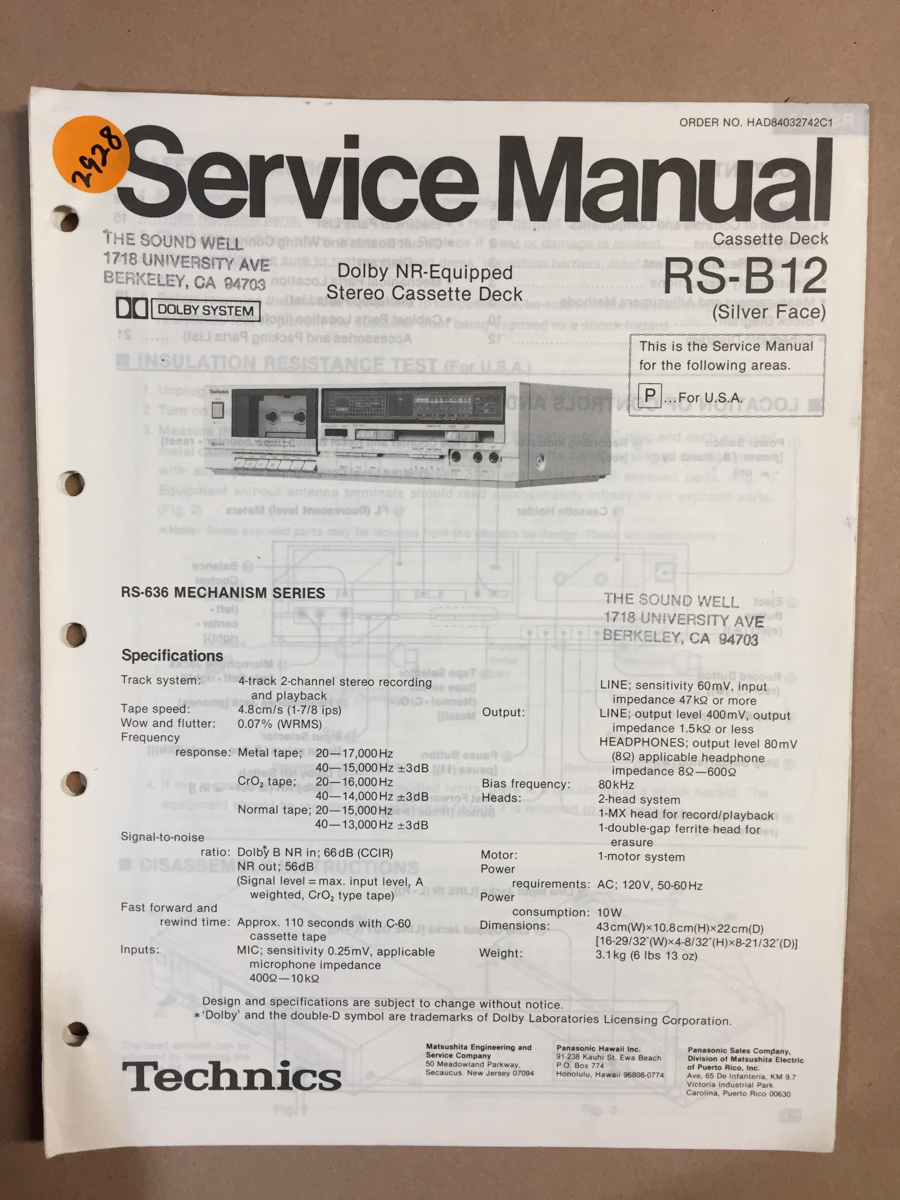 ORDER NO. HAD84032742C1
2928
Service Manual
THE SOUND WELL
1718 UNIVERSITY AVE
BERKELEY, CA 94703
DOLBY SYSTEM
Dolby NR-Equipped
Stereo Cassette Deck
Cassette Deck
RS-B12
(Silver Face)
This is the Service Manual
for the following areas.
P ...For U.S.A.
Technics
RS-636 MECHANISM SERIES
THE SOUND WELL
1718 UNIVERSITY AVE
BERKELEY, CA 94703
Specifications
Track system: 4-track 2-channel stereo recording
and playback
Tape speed: 4.8cm/s (1-7/8 ips)
Wow and flutter: 0.07% (WRMS)
Frequency
response: Metal tape; 20—17,000Hz
40—15,000Hz ±3dB
CrO₂ tape; 20—16,000Hz
40—14,000Hz ±3dB
Normal tape; 20—15,000Hz
40—13,000Hz ±3dB
Signal-to-noise
ratio: Dolby* B NR in; 66dB (CCIR)
NR out; 56dB
(Signal level = max. input level, A
weighted, CrO₂ type tape)
Fast forward and
rewind time: Approx. 110 seconds with C-60
cassette tape
Inputs: MIC; sensitivity 0.25mV, applicable
microphone impedance
400Ω—10kΩ
LINE; sensitivity 60mV, input
impedance 47kΩ or more
Output: LINE; output level 400mV, output
impedance 1.5kΩ or less
HEADPHONES; output level 80mV
(8Ω) applicable headphone
impedance 8Ω—600Ω
Bias frequency: 80kHz
Heads: 2-head system
1-MX head for record/playback
1-double-gap ferrite head for
erasure
Motor: 1-motor system
Power
requirements: AC; 120V, 50-60Hz
Power
consumption: 10W
Dimensions: 43cm(W)×10.8cm(H)×22cm(D)
[16-29/32″(W)×4-8/32″(H)×8-21/32″(D)]
Weight: 3.1kg (6 lbs 13 oz)
Design and specifications are subject to change without notice.
*'Dolby' and the double-D symbol are trademarks of Dolby Laboratories Licensing Corporation.
Technics
Matsushita Engineering and
Service Company
50 Meadowland Parkway,
Secaucus, New Jersey 07094
Panasonic Hawaii Inc.
91-238 Kauhi St. Ewa Beach
P.O. Box 774
Honolulu, Hawaii 96808-0774
Panasonic Sales Company,
Division of Matsushita Electric
of Puerto Rico, Inc.
Ave, 65 De Infanteria, KM 9.7
Victoria Industrial Park
Carolina, Puerto Rico 00630